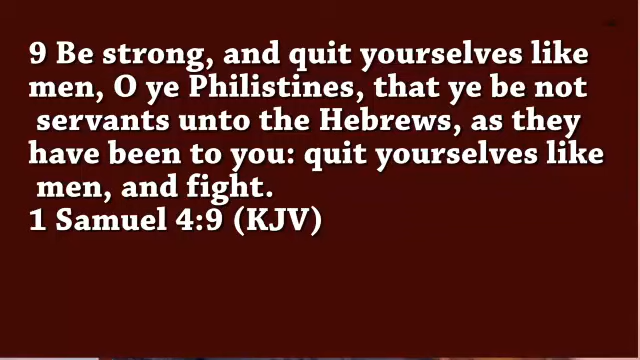 9 Be strong, and quit yourselves like
men, O ye Philistines, that ye be not
servants unto the Hebrews, as they
have been to you: quit yourselves like
men, and fight.
1 Samuel 4:9 (KJV)